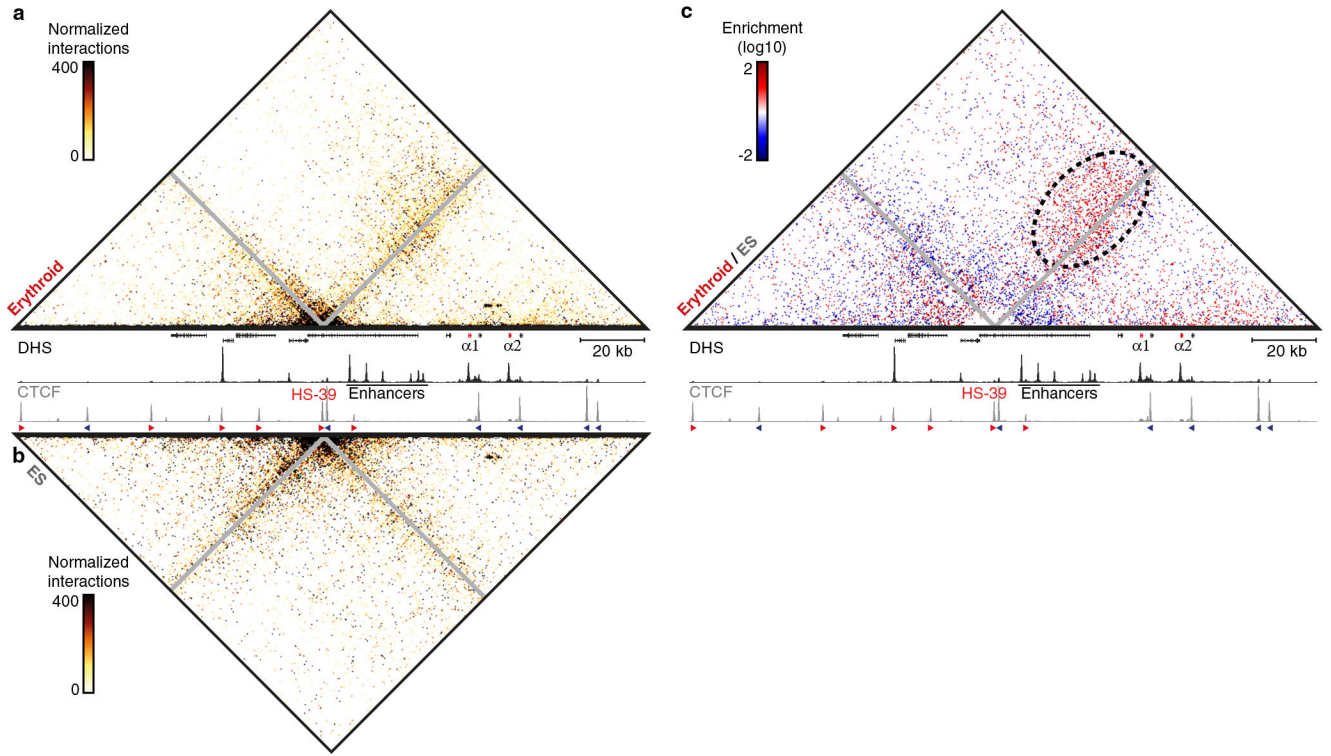 a
Normalized
interactions
400
0
Erythroid
DHS
α1
α2
20 kb
HS-39
Enhancers
CTCF
b
ES
Normalized
interactions
400
0
c
Enrichment
(log10)
2
-2
Erythroid / ES
DHS
α1
α2
20 kb
HS-39
Enhancers
CTCF